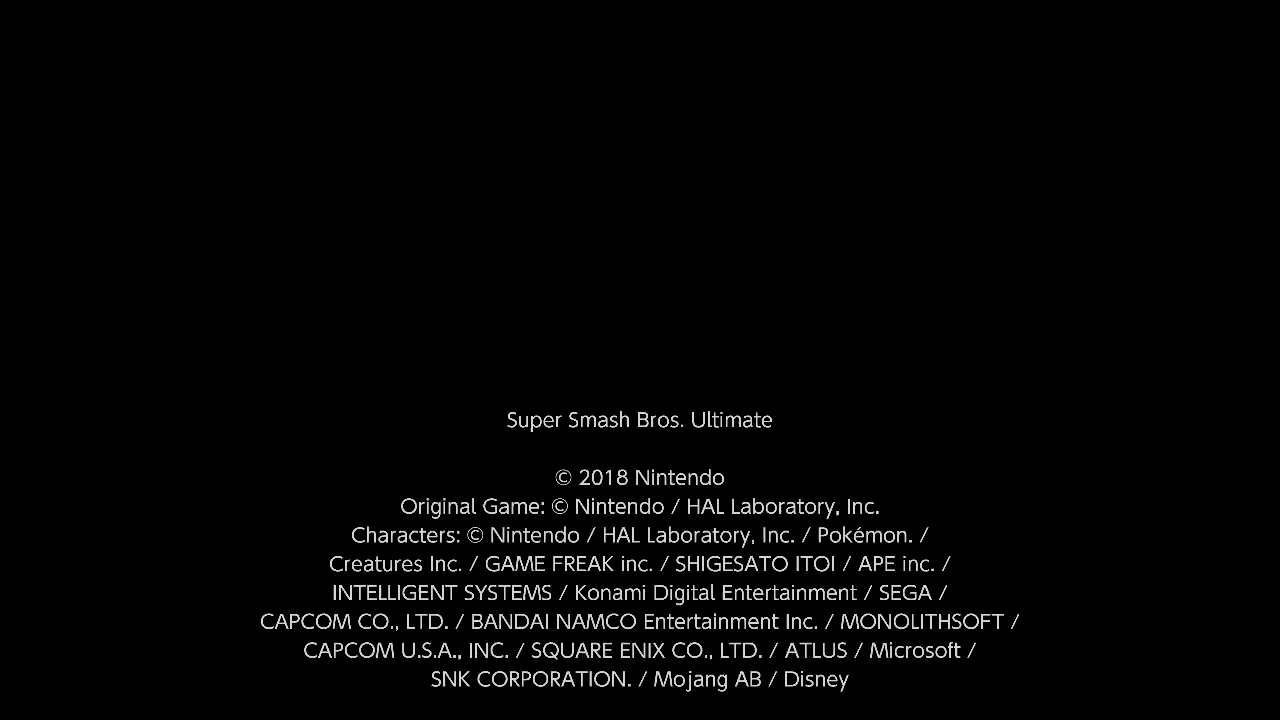 Super Smash Bros. Ultimate
© 2018 Nintendo
Original Game: © Nintendo / HAL Laboratory, Inc.
Characters: © Nintendo / HAL Laboratory, Inc. / Pokémon. /
Creatures Inc. / GAME FREAK inc. / SHIGESATO ITOI / APE inc. /
INTELLIGENT SYSTEMS / Konami Digital Entertainment / SEGA /
CAPCOM CO., LTD. / BANDAI NAMCO Entertainment Inc. / MONOLITHSOFT /
CAPCOM U.S.A., INC. / SQUARE ENIX CO., LTD. / ATLUS / Microsoft /
SNK CORPORATION. / Mojang AB / Disney